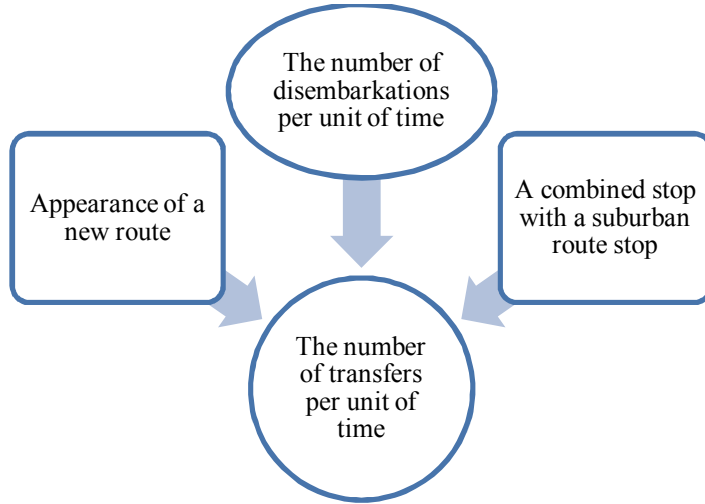 The number of
disembarkations
per unit of time
Appearance of a
new route
A combined stop
with a suburban
route stop
The number
of transfers
per unit of
time